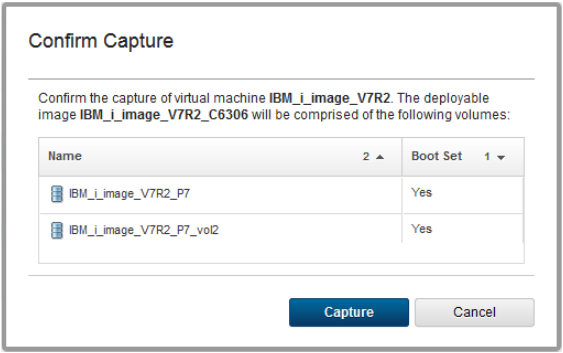 Confirm Capture
Confirm the capture of virtual machine IBM_i_image_V7R2. The deployable
image IBM_i_image_V7R2_C6306 will be comprised of the following volumes:
Name 2 ▲ Boot Set 1 ▼
IBM_i_image_V7R2_P7 Yes
IBM_i_image_V7R2_P7_vol2 Yes
Capture Cancel